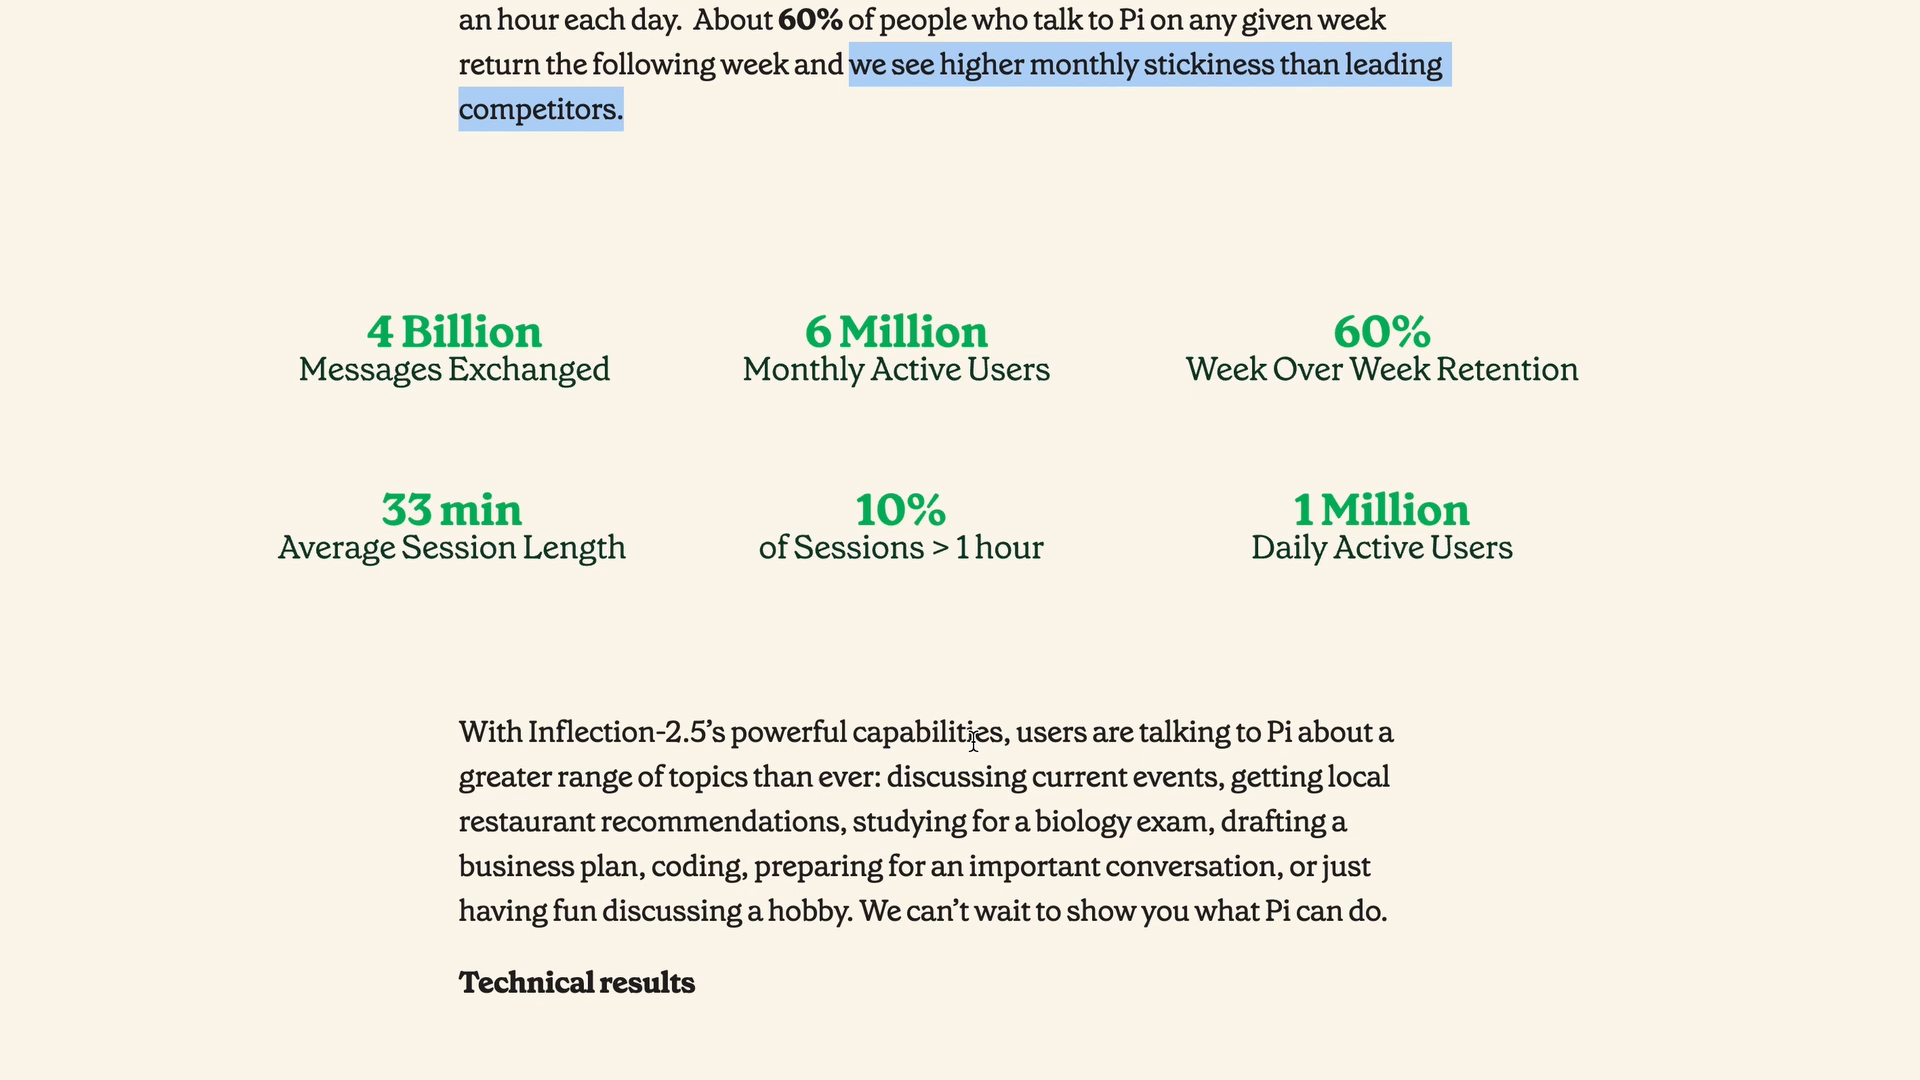 an hour each day.  About 60% of people who talk to Pi on any given week
return the following week and we see higher monthly stickiness than leading
competitors.
4 Billion
Messages Exchanged
6 Million
Monthly Active Users
60%
Week Over Week Retention
33 min
Average Session Length
10%
of Sessions > 1 hour
1 Million
Daily Active Users
With Inflection-2.5’s powerful capabilities, users are talking to Pi about a
greater range of topics than ever: discussing current events, getting local
restaurant recommendations, studying for a biology exam, drafting a
business plan, coding, preparing for an important conversation, or just
having fun discussing a hobby. We can’t wait to show you what Pi can do.
Technical results